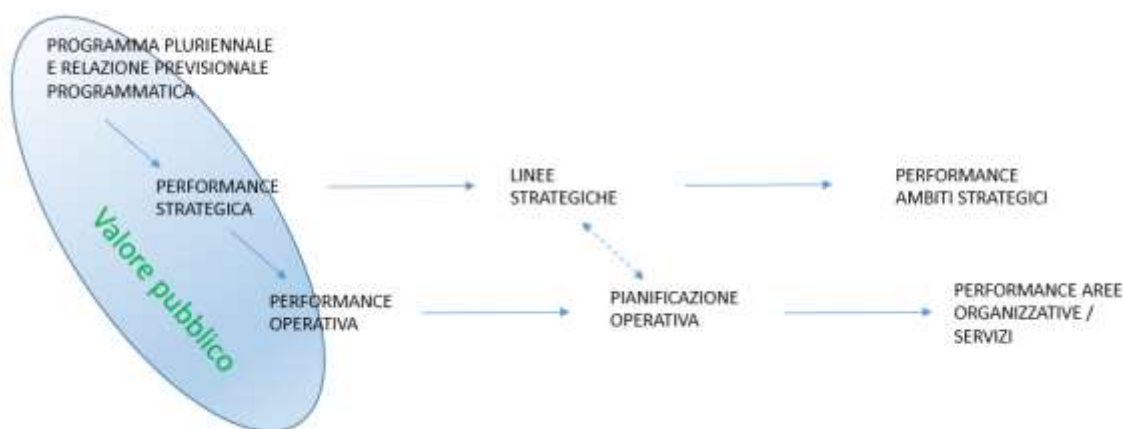 PROGRAMMA PLURIENNALE
E RELAZIONE PREVISIONALE
PROGRAMMATICA
PERFORMANCE
STRATEGICA
LINEE
STRATEGICHE
PERFORMANCE
AMBITI STRATEGICI
Valore pubblico
PERFORMANCE
OPERATIVA
PIANIFICAZIONE
OPERATIVA
PERFORMANCE AREE
ORGANIZZATIVE /
SERVIZI